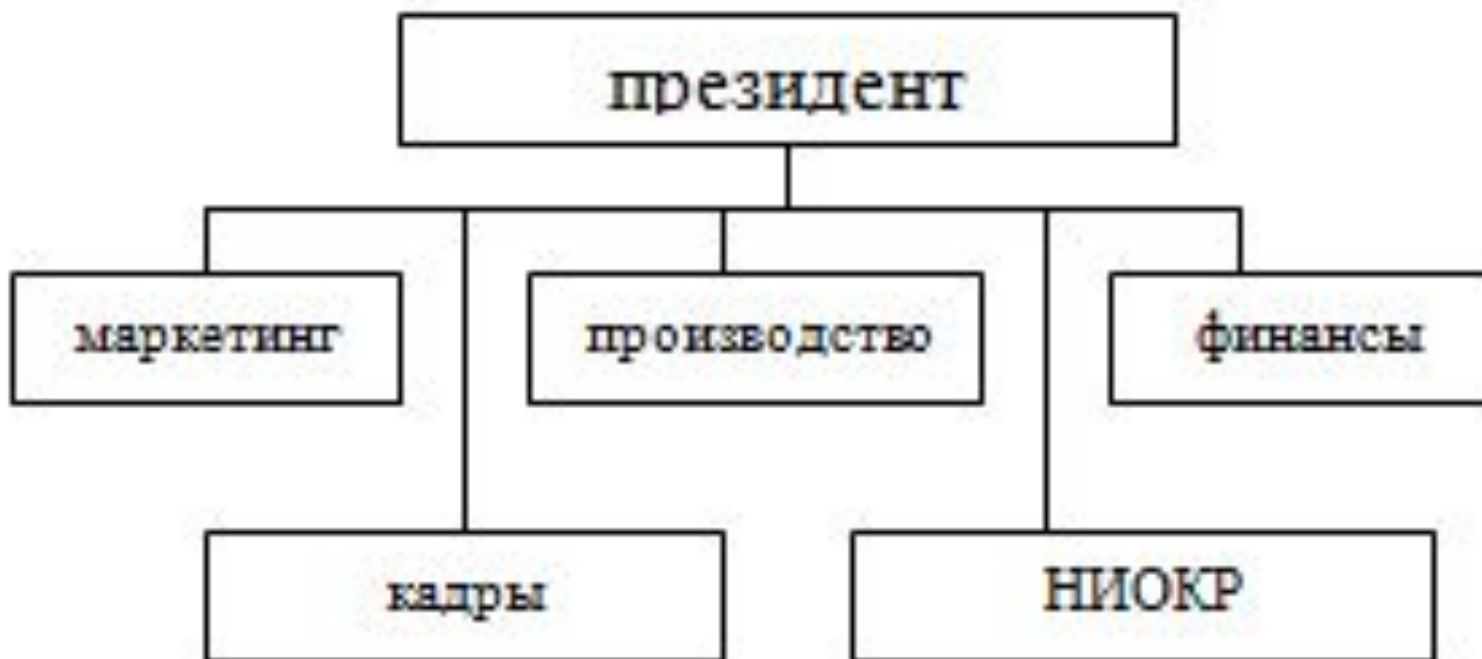 президент
маркетинг
производство
финансы
кадры
НИОКР